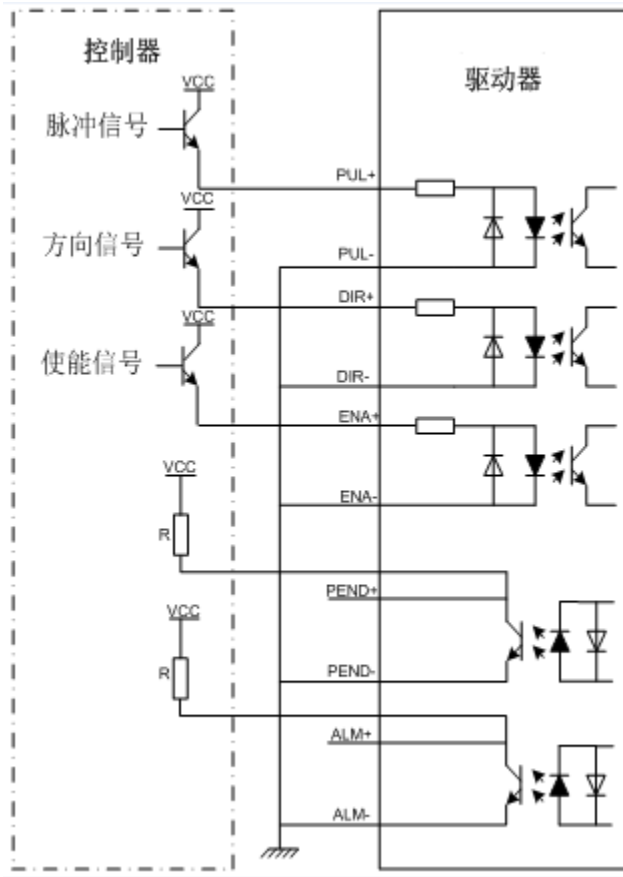 控制器
驱动器
VCC
脉冲信号
PUL+
VCC
方向信号
PUL-
DIR+
VCC
使能信号
DIR-
ENA+
VCC
ENA-
R
PEND+
VCC
R
PEND-
ALM+
ALM-